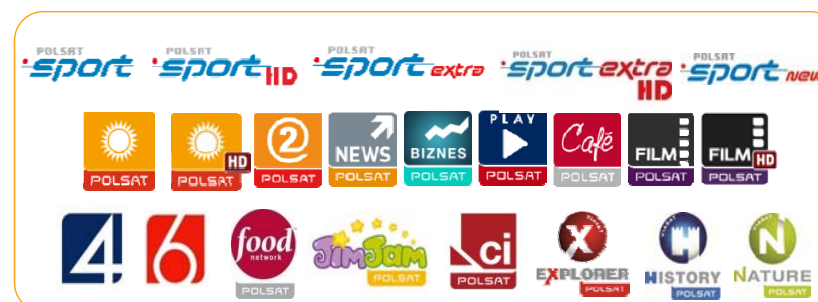 POLSAT sport POLSAT sport HD POLSAT sport extra POLSAT sport extra HD POLSAT sport new
2 NEWS BIZNES PLAY Café FILM FILM HD
POLSAT POLSAT HD POLSAT POLSAT POLSAT POLSAT POLSAT POLSAT POLSAT
4 6 food network JimJam POLSAT ci POLSAT X EXPLORER POLSAT H HISTORY POLSAT N NATURE POLSAT
POLSAT